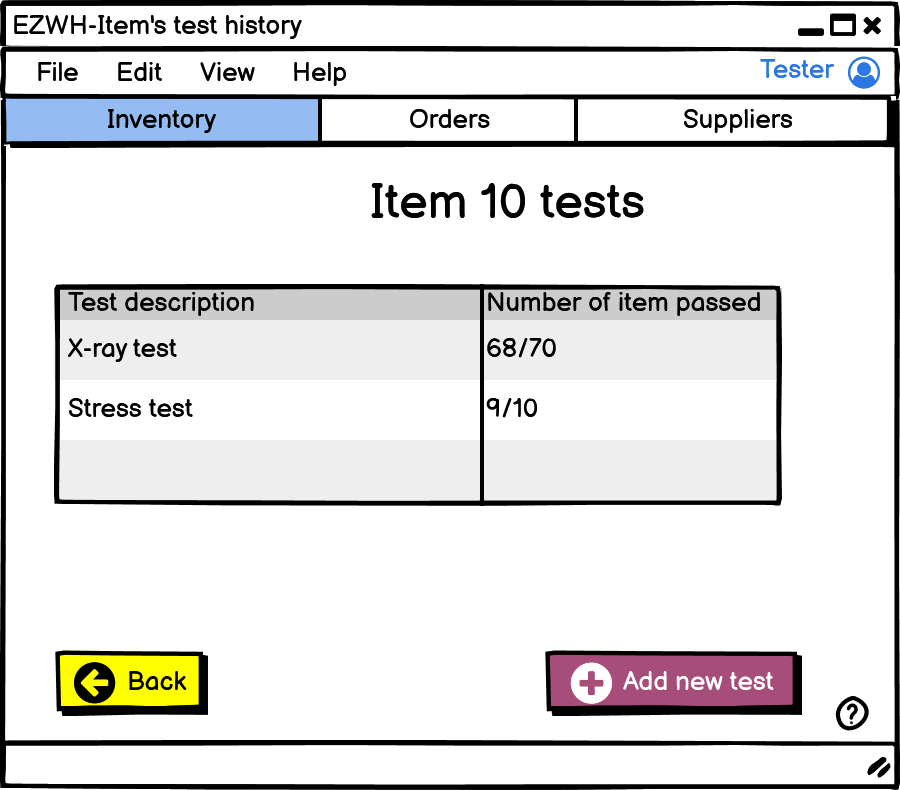 EZWH-Item's test history
File Edit View Help Tester
Inventory Orders Suppliers
Item 10 tests
Test description Number of item passed
X-ray test 68/70
Stress test 9/10
Back Add new test
?